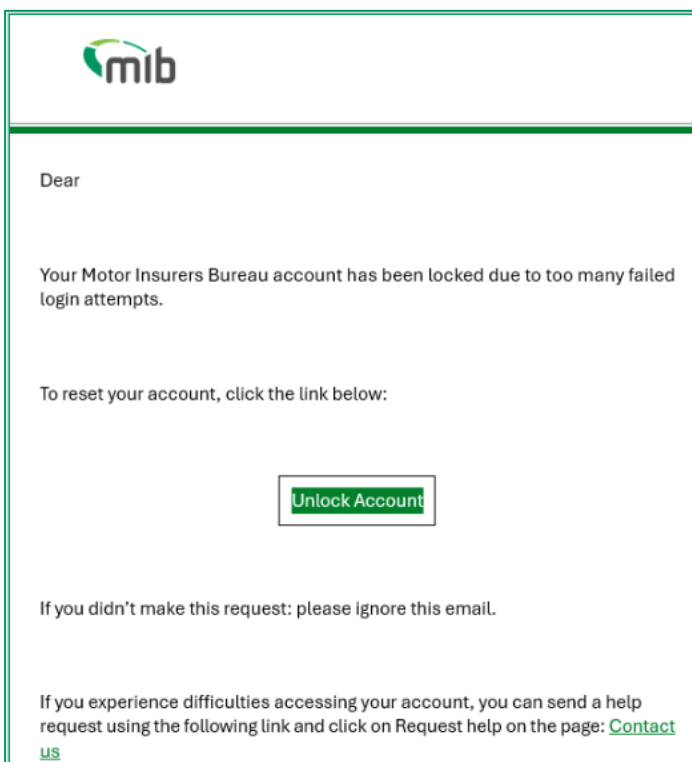 mib
Dear
Your Motor Insurers Bureau account has been locked due to too many failed
login attempts.
To reset your account, click the link below:
Unlock Account
If you didn’t make this request: please ignore this email.
If you experience difficulties accessing your account, you can send a help
request using the following link and click on Request help on the page: Contact
us